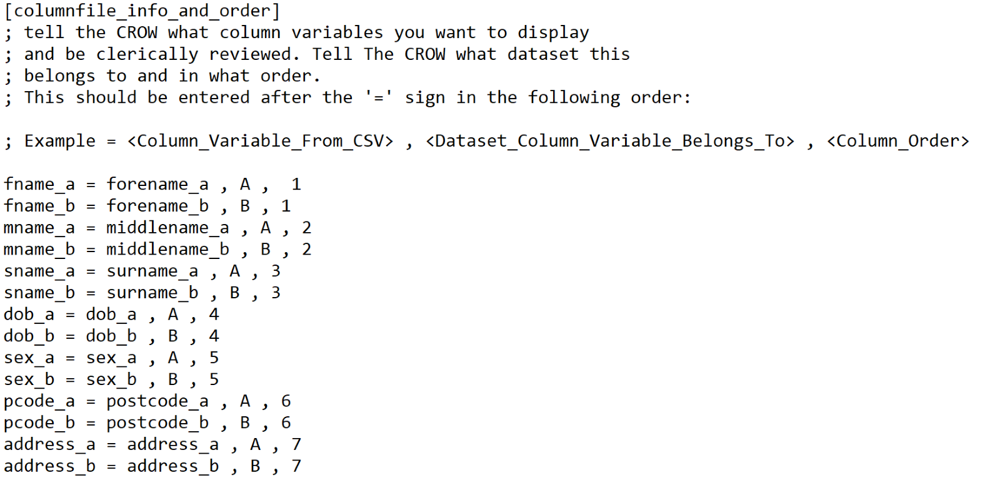 [columnfile_info_and_order]
; tell the CROW what column variables you want to display
; and be clerically reviewed. Tell The CROW what dataset this
; belongs to and in what order.
; This should be entered after the '=' sign in the following order:
; Example = <Column_Variable_From_CSV> , <Dataset_Column_Variable_Belongs_To> , <Column_Order>
fname_a = forename_a , A ,  1
fname_b = forename_b , B , 1
mname_a = middlename_a , A , 2
mname_b = middlename_b , B , 2
sname_a = surname_a , A , 3
sname_b = surname_b , B , 3
dob_a = dob_a , A , 4
dob_b = dob_b , B , 4
sex_a = sex_a , A , 5
sex_b = sex_b , B , 5
pcode_a = postcode_a , A , 6
pcode_b = postcode_b , B , 6
address_a = address_a , A , 7
address_b = address_b , B , 7